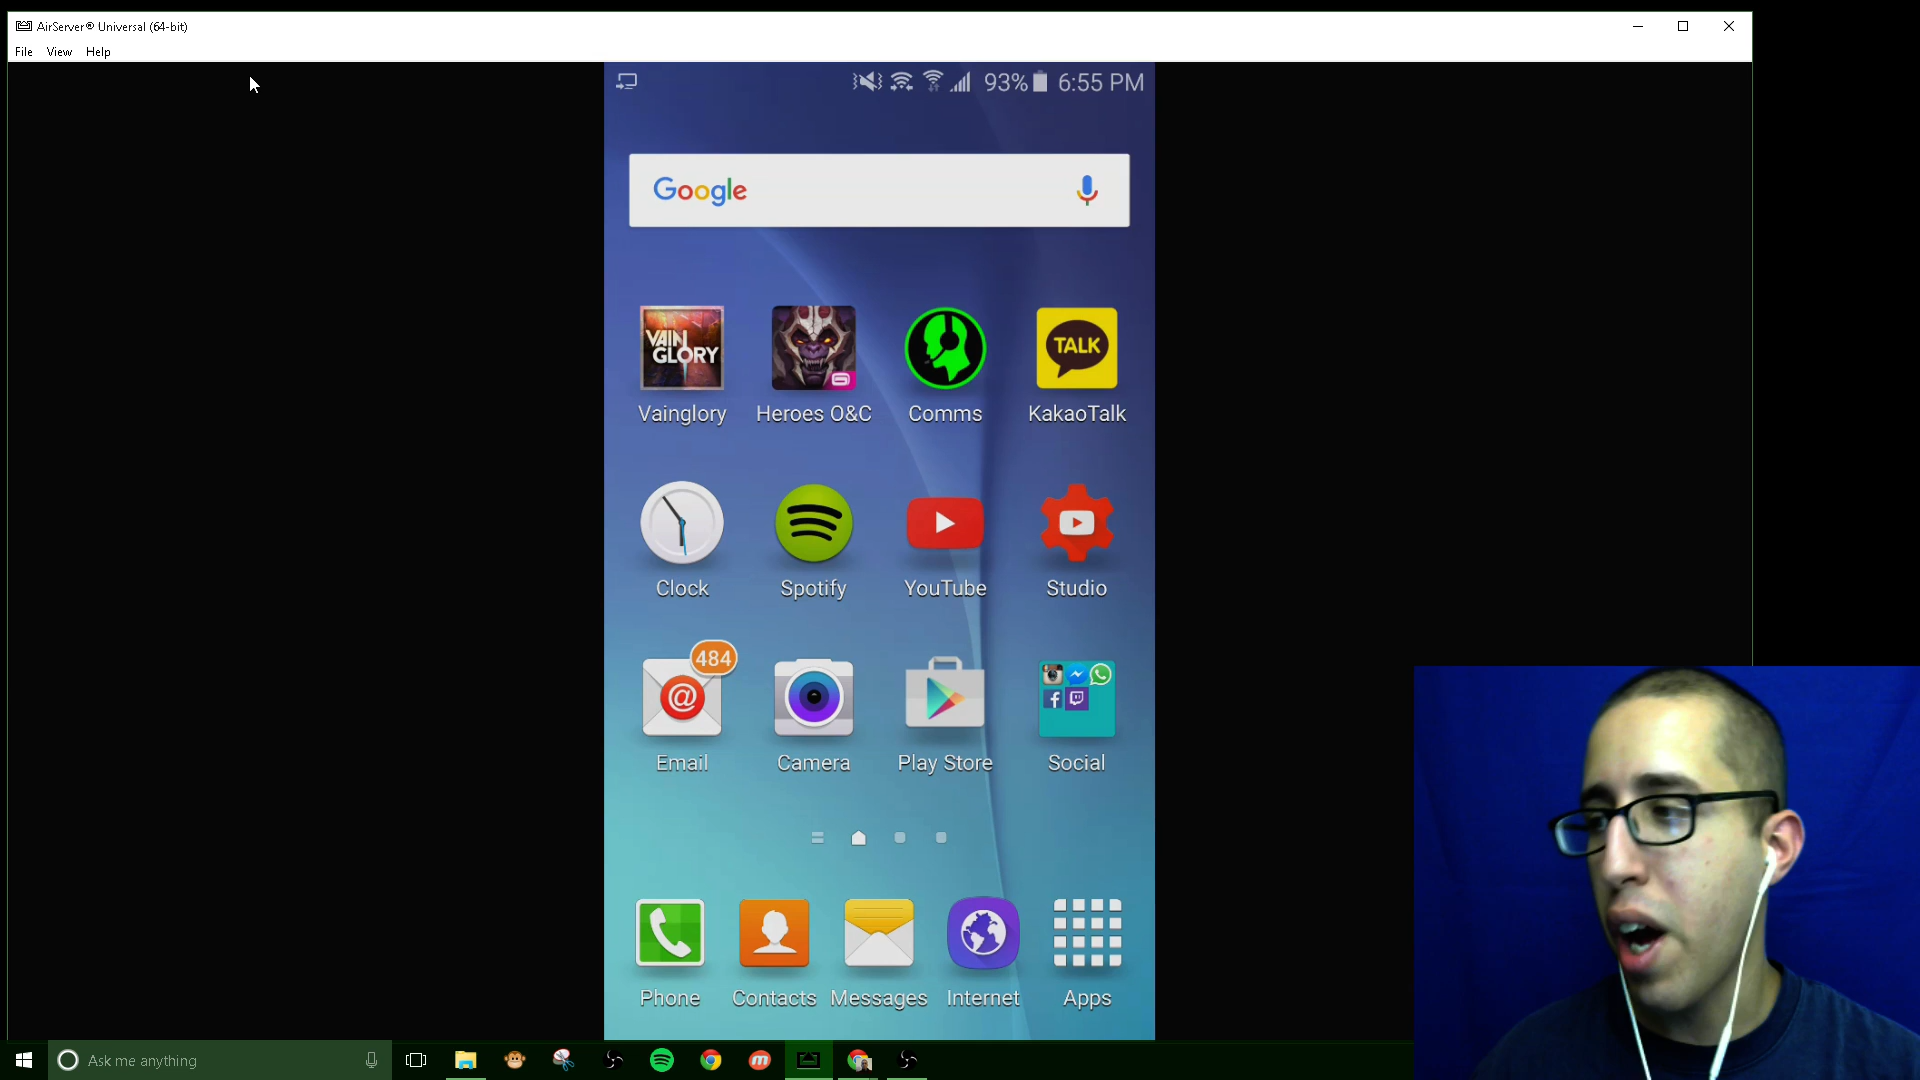 AirServer® Universal (64-bit)
File View Help
93% 6:55 PM
Google
VAIN
GLORY
TALK
Vainglory Heroes O&C Comms KakaoTalk
Clock Spotify YouTube Studio
484
@
Email Camera Play Store Social
Phone Contacts Messages Internet Apps
Ask me anything